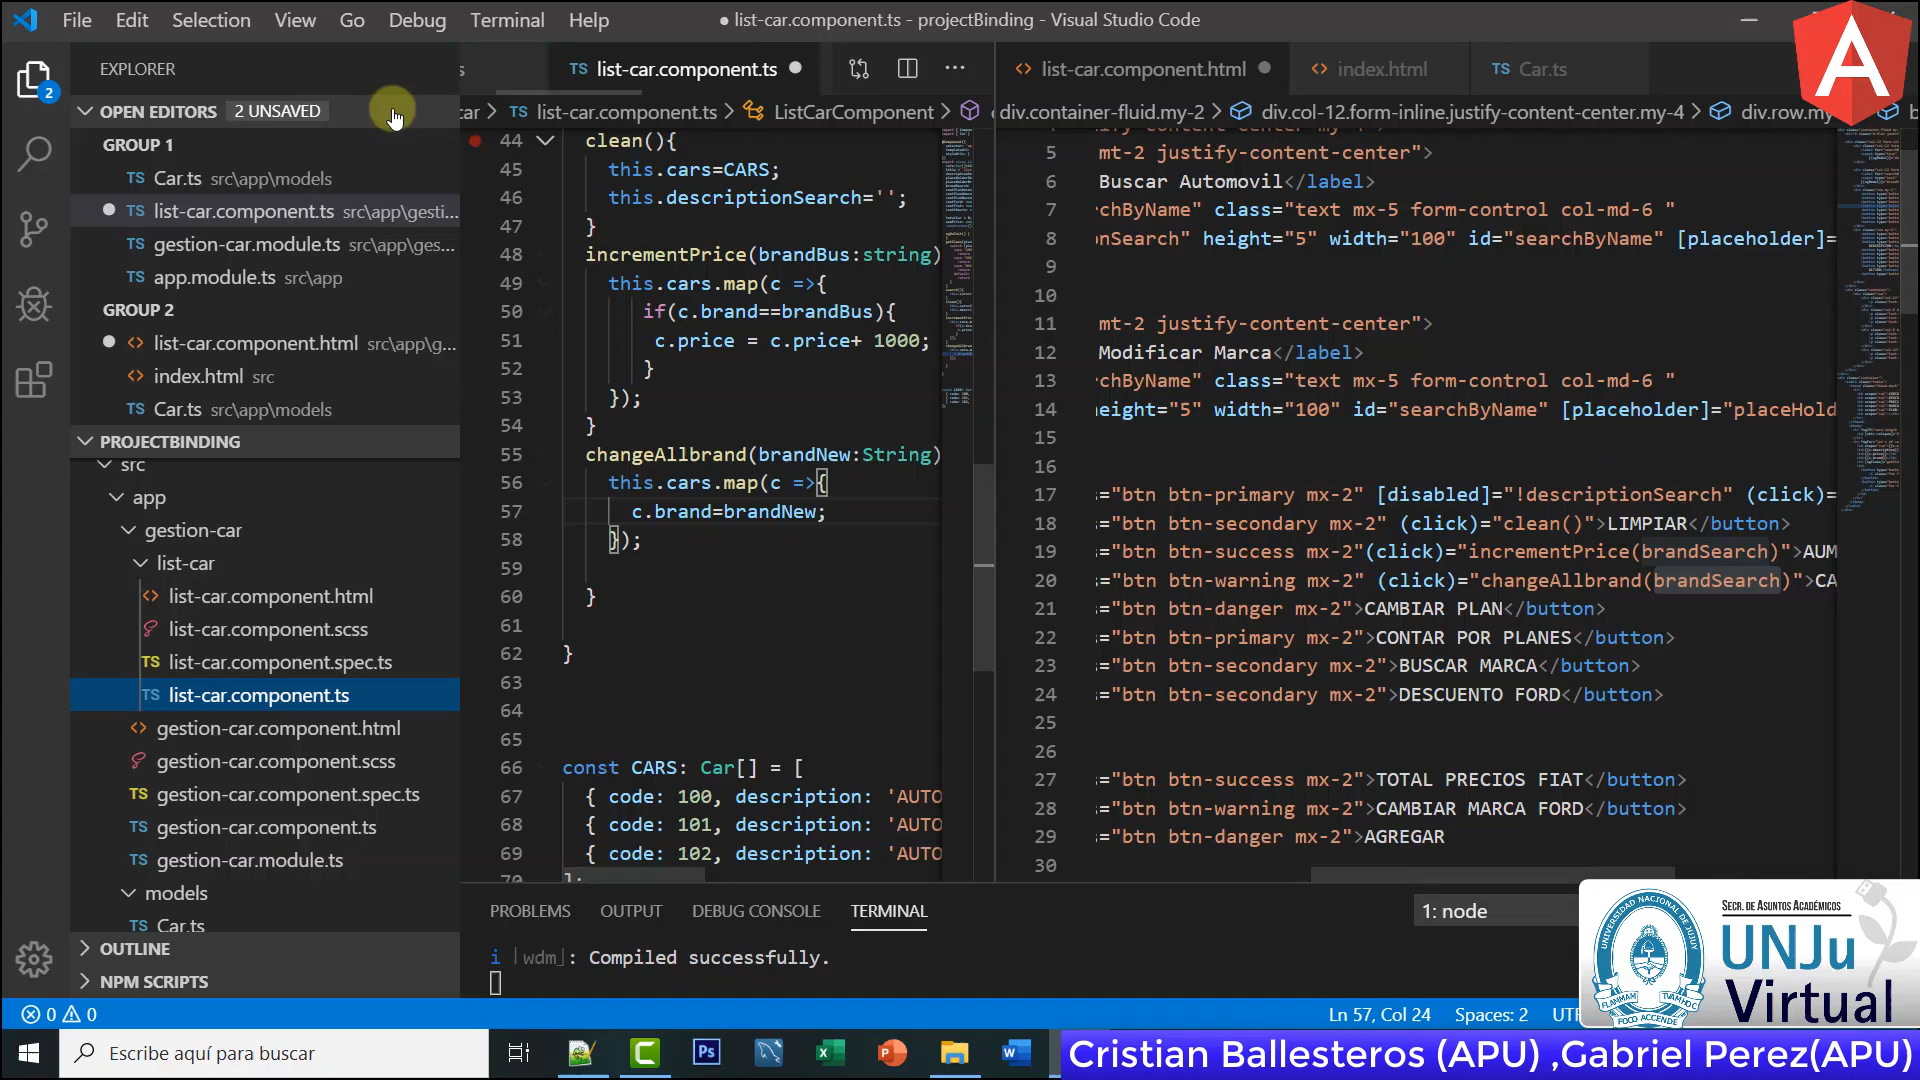 File Edit Selection View Go Debug Terminal Help
● list-car.component.ts - projectBinding - Visual Studio Code
EXPLORER
2
OPEN EDITORS 2 UNSAVED
GROUP 1
TS Car.ts src\app\models
TS list-car.component.ts src\app\gesti...
TS gestion-car.module.ts src\app\ges...
TS app.module.ts src\app
GROUP 2
<> list-car.component.html src\app\g...
<> index.html src
TS Car.ts src\app\models
PROJECTBINDING
src
app
gestion-car
list-car
<> list-car.component.html
list-car.component.scss
TS list-car.component.spec.ts
TS list-car.component.ts
<> gestion-car.component.html
gestion-car.component.scss
TS gestion-car.component.spec.ts
TS gestion-car.component.ts
TS gestion-car.module.ts
models
TS Car.ts
OUTLINE
NPM SCRIPTS
s TS list-car.component.ts ● ...
car > TS list-car.component.ts > ListCarComponent >
44 clean(){
45 this.cars=CARS;
46 this.descriptionSearch='';
47 }
48 incrementPrice(brandBus:string)
49 this.cars.map(c =>{
50 if(c.brand==brandBus){
51 c.price = c.price+ 1000;
52 }
53 });
54 }
55 changeAllbrand(brandNew:String)
56 this.cars.map(c =>{
57 c.brand=brandNew;
58 });
59
60 }
61
62 }
63
64
65
66 const CARS: Car[] = [
67 { code: 100, description: 'AUTO
68 { code: 101, description: 'AUTO
69 { code: 102, description: 'AUTO
70 ];
<> list-car.component.html ● <> index.html TS Car.ts
div.container-fluid.my-2 > div.col-12.form-inline.justify-content-center.my-4 > div.row.my
5 mt-2 justify-content-center">
6 Buscar Automovil</label>
7 rchByName" class="text mx-5 form-control col-md-6 "
8 onSearch" height="5" width="100" id="searchByName" [placeholder]=
9
10
11 mt-2 justify-content-center">
12 Modificar Marca</label>
13 rchByName" class="text mx-5 form-control col-md-6 "
14 height="5" width="100" id="searchByName" [placeholder]="placeHold
15
16
17 s="btn btn-primary mx-2" [disabled]="!descriptionSearch" (click)=
18 s="btn btn-secondary mx-2" (click)="clean()">LIMPIAR</button>
19 s="btn btn-success mx-2"(click)="incrementPrice(brandSearch)">AUM
20 s="btn btn-warning mx-2" (click)="changeAllbrand(brandSearch)">CA
21 s="btn btn-danger mx-2">CAMBIAR PLAN</button>
22 s="btn btn-primary mx-2">CONTAR POR PLANES</button>
23 s="btn btn-secondary mx-2">BUSCAR MARCA</button>
24 s="btn btn-secondary mx-2">DESCUENTO FORD</button>
25
26
27 s="btn btn-success mx-2">TOTAL PRECIOS FIAT</button>
28 s="btn btn-warning mx-2">CAMBIAR MARCA FORD</button>
29 s="btn btn-danger mx-2">AGREGAR
30
PROBLEMS OUTPUT DEBUG CONSOLE TERMINAL
1: node
i ｢wdm｣: Compiled successfully.
0 0
Ln 57, Col 24 Spaces: 2 UTF
A
UNIVERSIDAD NACIONAL DE JUJUY
Secr. de Asuntos Académicos
UNJu
Virtual
Escribe aquí para buscar
Cristian Ballesteros (APU) ,Gabriel Perez(APU)